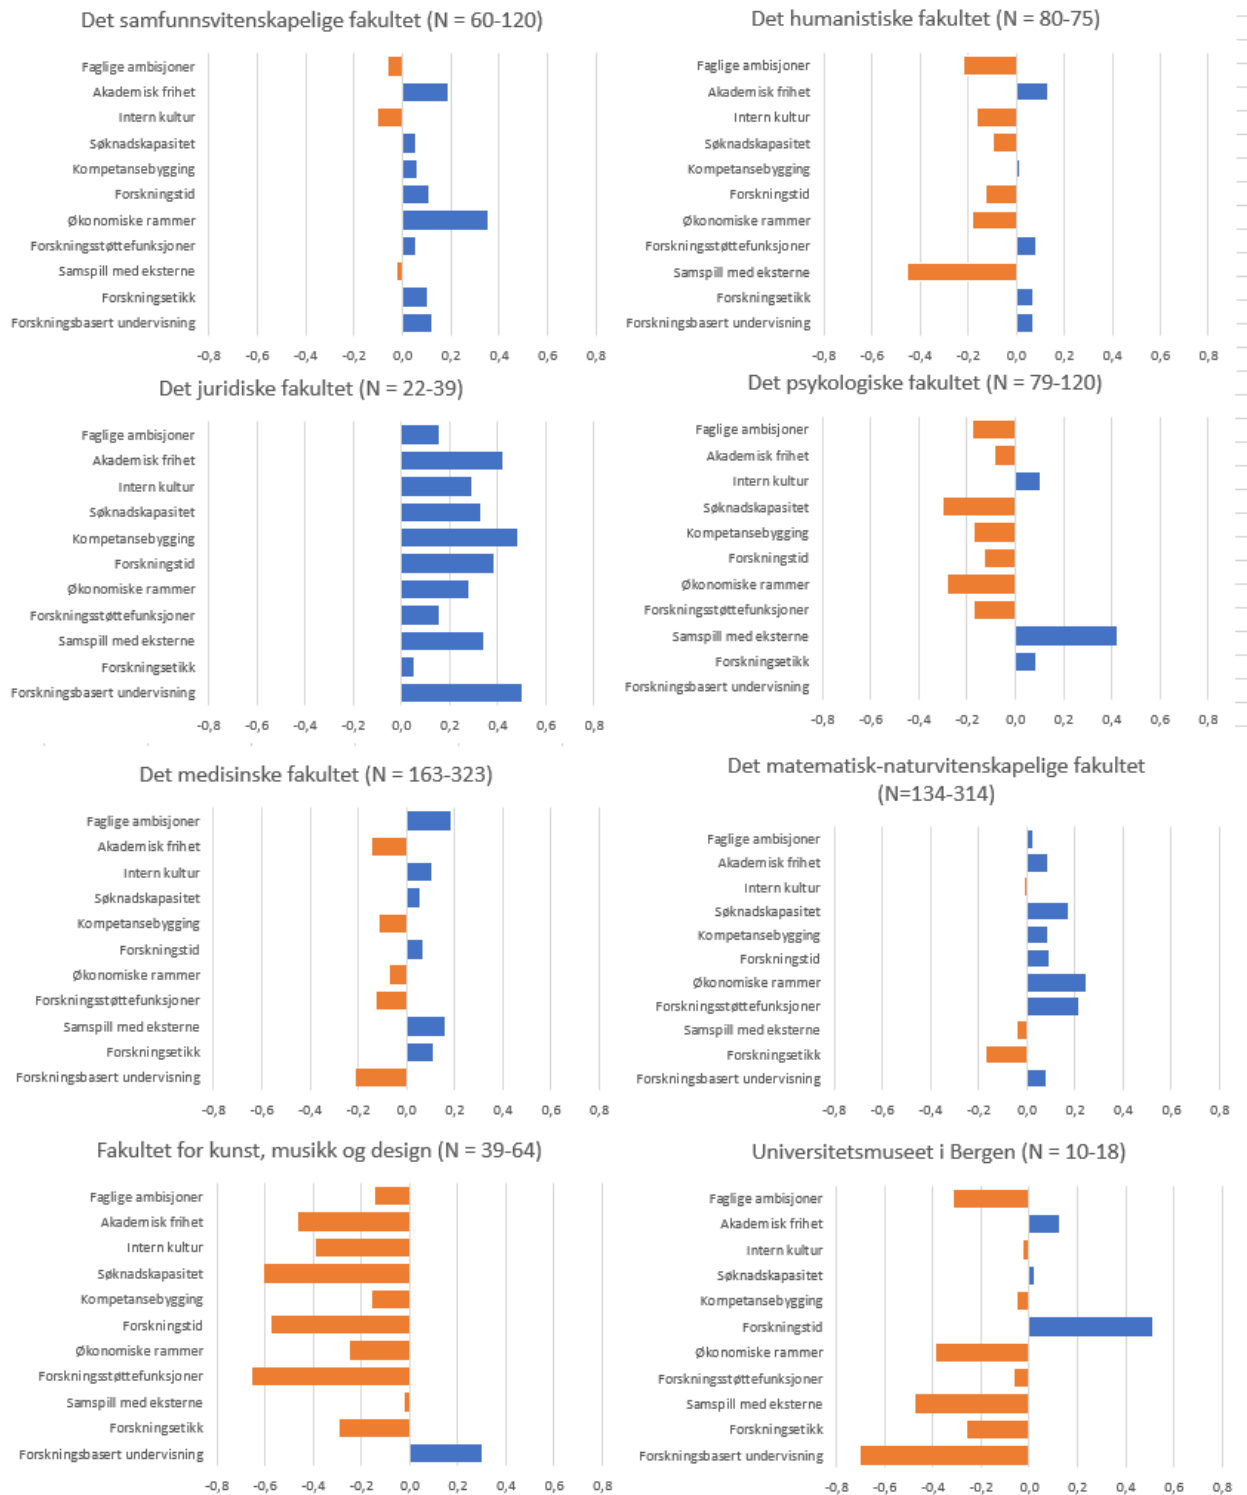 Det samfunnsvitenskapelige fakultet (N = 60-120)
Faglige ambisjoner
Akademisk frihet
Intern kultur
Søknadskapasitet
Kompetansebygging
Forskningstid
Økonomiske rammer
Forskningsstøttefunksjoner
Samspill med eksterne
Forskningsetikk
Forskningsbasert undervisning
-0,8 -0,6 -0,4 -0,2 0,0 0,2 0,4 0,6 0,8
Det humanistiske fakultet (N = 80-75)
Faglige ambisjoner
Akademisk frihet
Intern kultur
Søknadskapasitet
Kompetansebygging
Forskningstid
Økonomiske rammer
Forskningsstøttefunksjoner
Samspill med eksterne
Forskningsetikk
Forskningsbasert undervisning
-0,8 -0,6 -0,4 -0,2 0,0 0,2 0,4 0,6 0,8
Det juridiske fakultet (N = 22-39)
Faglige ambisjoner
Akademisk frihet
Intern kultur
Søknadskapasitet
Kompetansebygging
Forskningstid
Økonomiske rammer
Forskningsstøttefunksjoner
Samspill med eksterne
Forskningsetikk
Forskningsbasert undervisning
-0,8 -0,6 -0,4 -0,2 0,0 0,2 0,4 0,6 0,8
Det psykologiske fakultet (N = 79-120)
Faglige ambisjoner
Akademisk frihet
Intern kultur
Søknadskapasitet
Kompetansebygging
Forskningstid
Økonomiske rammer
Forskningsstøttefunksjoner
Samspill med eksterne
Forskningsetikk
Forskningsbasert undervisning
-0,8 -0,6 -0,4 -0,2 0,0 0,2 0,4 0,6 0,8
Det medisinske fakultet (N = 163-323)
Faglige ambisjoner
Akademisk frihet
Intern kultur
Søknadskapasitet
Kompetansebygging
Forskningstid
Økonomiske rammer
Forskningsstøttefunksjoner
Samspill med eksterne
Forskningsetikk
Forskningsbasert undervisning
-0,8 -0,6 -0,4 -0,2 0,0 0,2 0,4 0,6 0,8
Det matematisk-naturvitenskapelige fakultet
(N=134-314)
Faglige ambisjoner
Akademisk frihet
Intern kultur
Søknadskapasitet
Kompetansebygging
Forskningstid
Økonomiske rammer
Forskningsstøttefunksjoner
Samspill med eksterne
Forskningsetikk
Forskningsbasert undervisning
-0,8 -0,6 -0,4 -0,2 0,0 0,2 0,4 0,6 0,8
Fakultet for kunst, musikk og design (N = 39-64)
Faglige ambisjoner
Akademisk frihet
Intern kultur
Søknadskapasitet
Kompetansebygging
Forskningstid
Økonomiske rammer
Forskningsstøttefunksjoner
Samspill med eksterne
Forskningsetikk
Forskningsbasert undervisning
-0,8 -0,6 -0,4 -0,2 0,0 0,2 0,4 0,6 0,8
Universitetsmuseet i Bergen (N = 10-18)
Faglige ambisjoner
Akademisk frihet
Intern kultur
Søknadskapasitet
Kompetansebygging
Forskningstid
Økonomiske rammer
Forskningsstøttefunksjoner
Samspill med eksterne
Forskningsetikk
Forskningsbasert undervisning
-0,8 -0,6 -0,4 -0,2 0,0 0,2 0,4 0,6 0,8